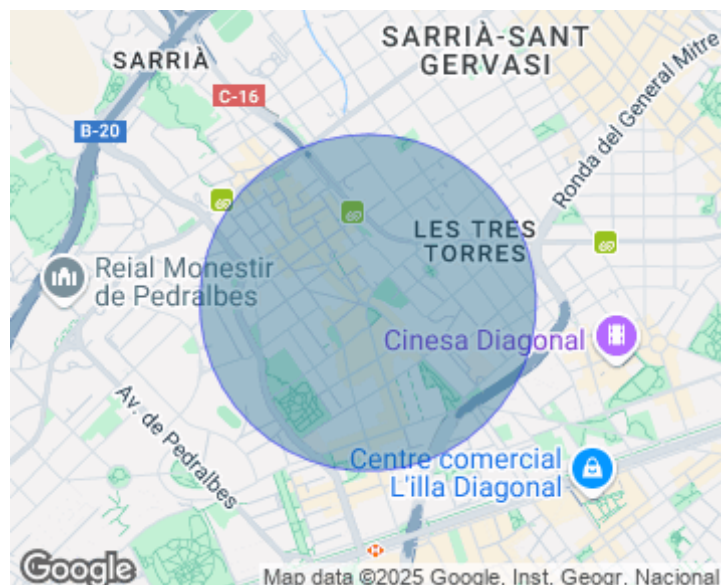 SARRIÀ-SANT
GERVASI
SARRIÀ
C-16
B-20
Ronda del General Mitre
LES TRES
TORRES
Reial Monestir
de Pedralbes
Cinesa Diagonal
Av. de Pedralbes
Centre comercial
L'illa Diagonal
Google
Map data ©2025 Google, Inst. Geogr. Nacional